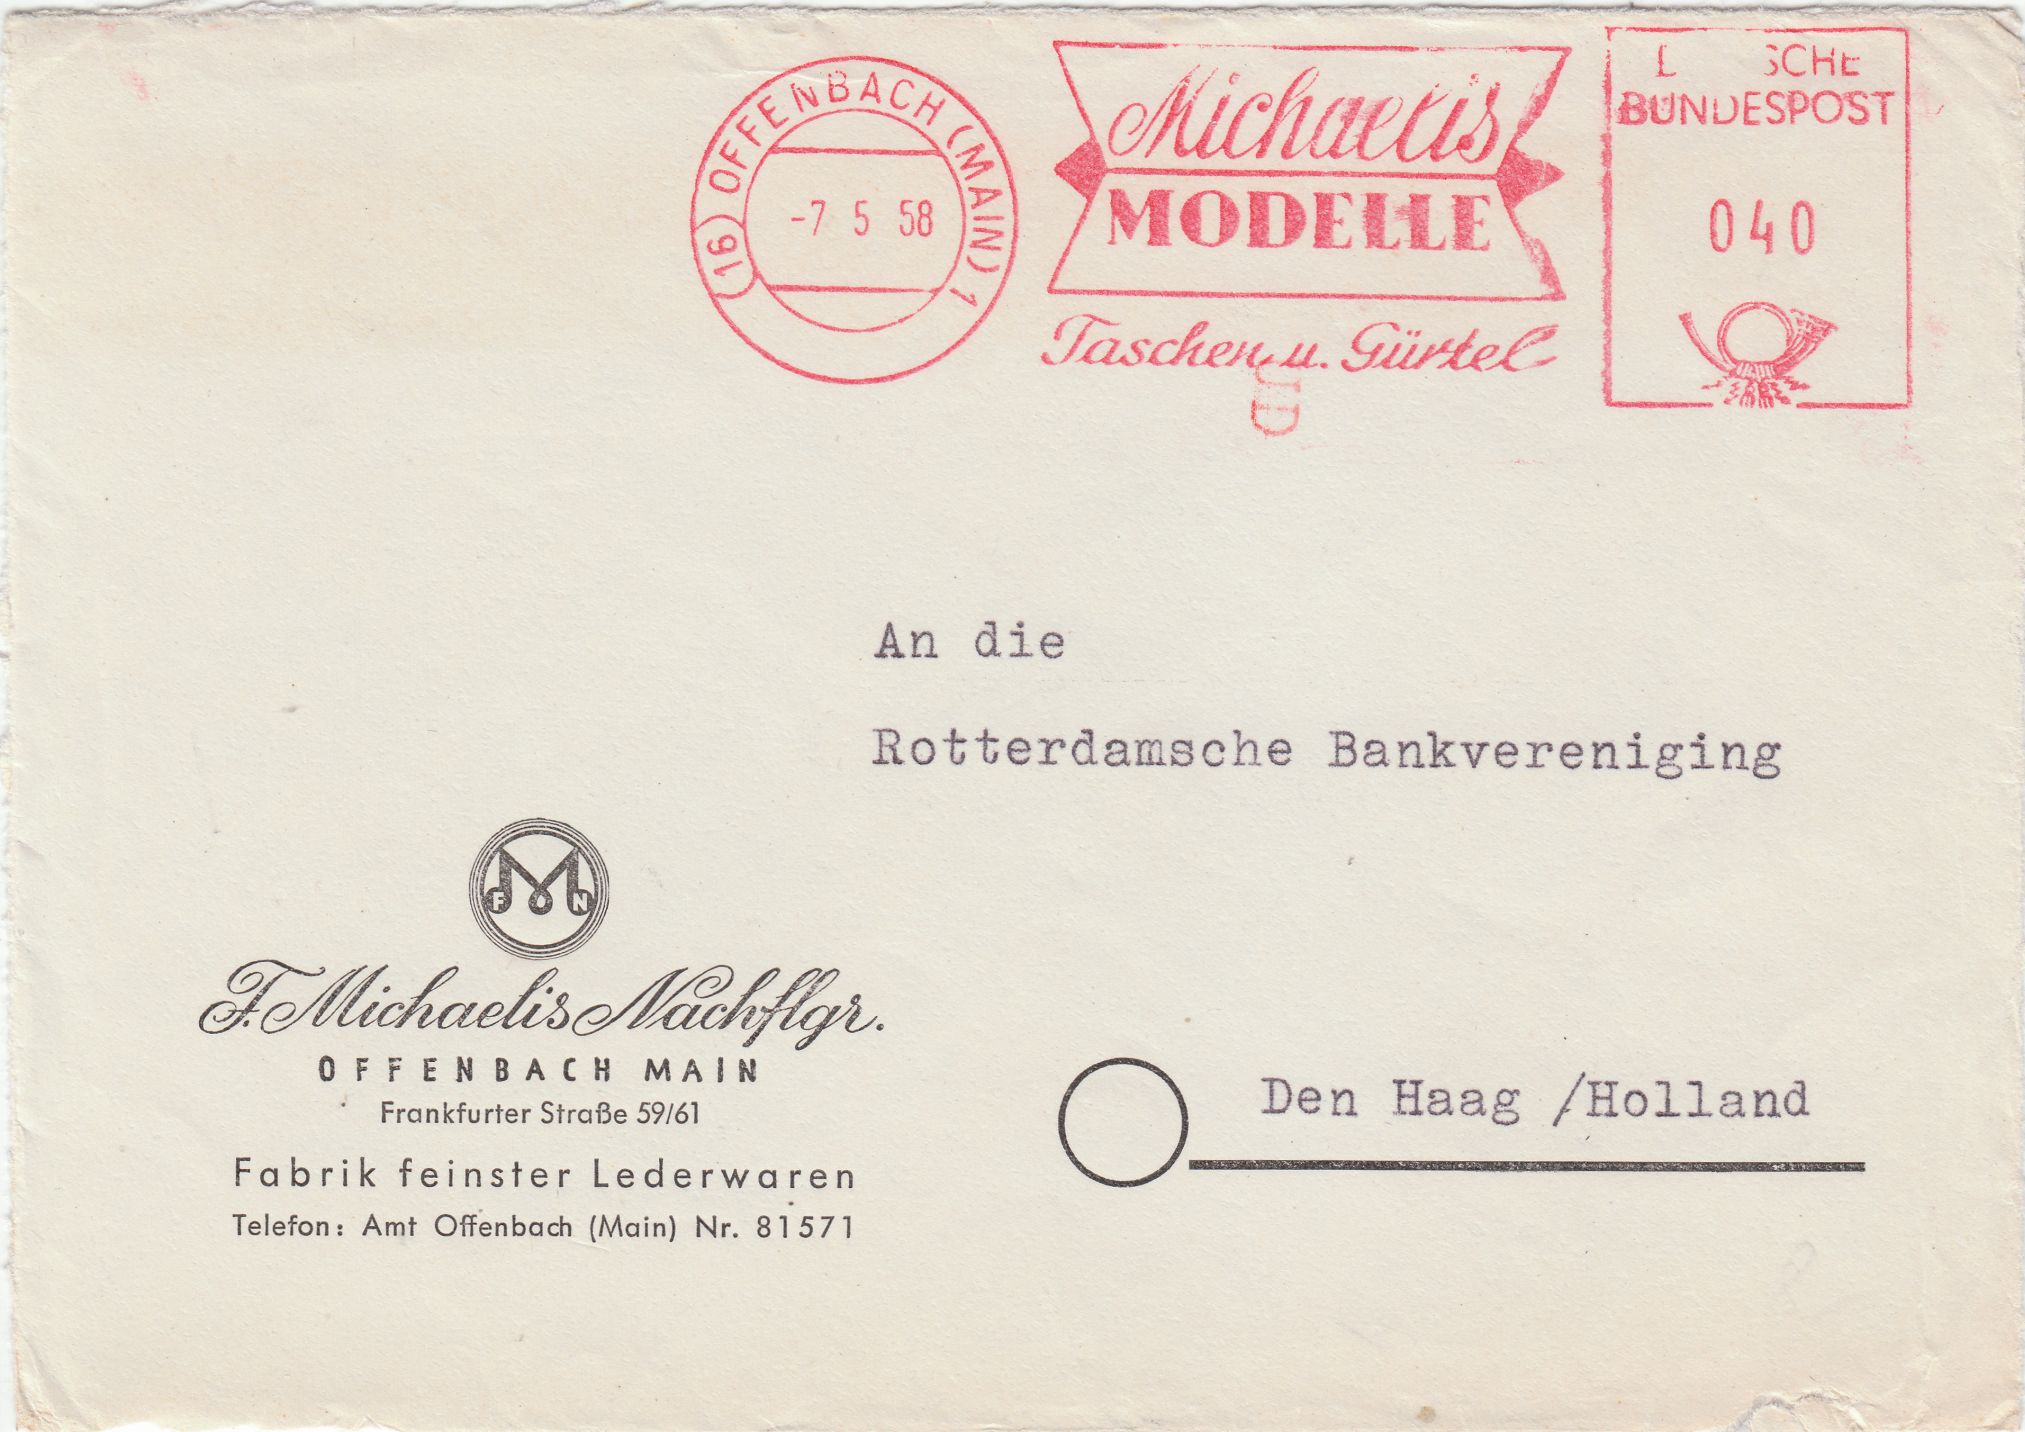 (16) OFFENBACH (MAIN) 1
-7 5 58
Michaelis
MODELLE
Taschen u. Gürtel
BUNDESPOST
040
An die
Rotterdamsche Bankvereniging
Den Haag /Holland
F M N
F. Michaelis Nachflgr.
OFFENBACH MAIN
Frankfurter Straße 59/61
Fabrik feinster Lederwaren
Telefon: Amt Offenbach (Main) Nr. 81571